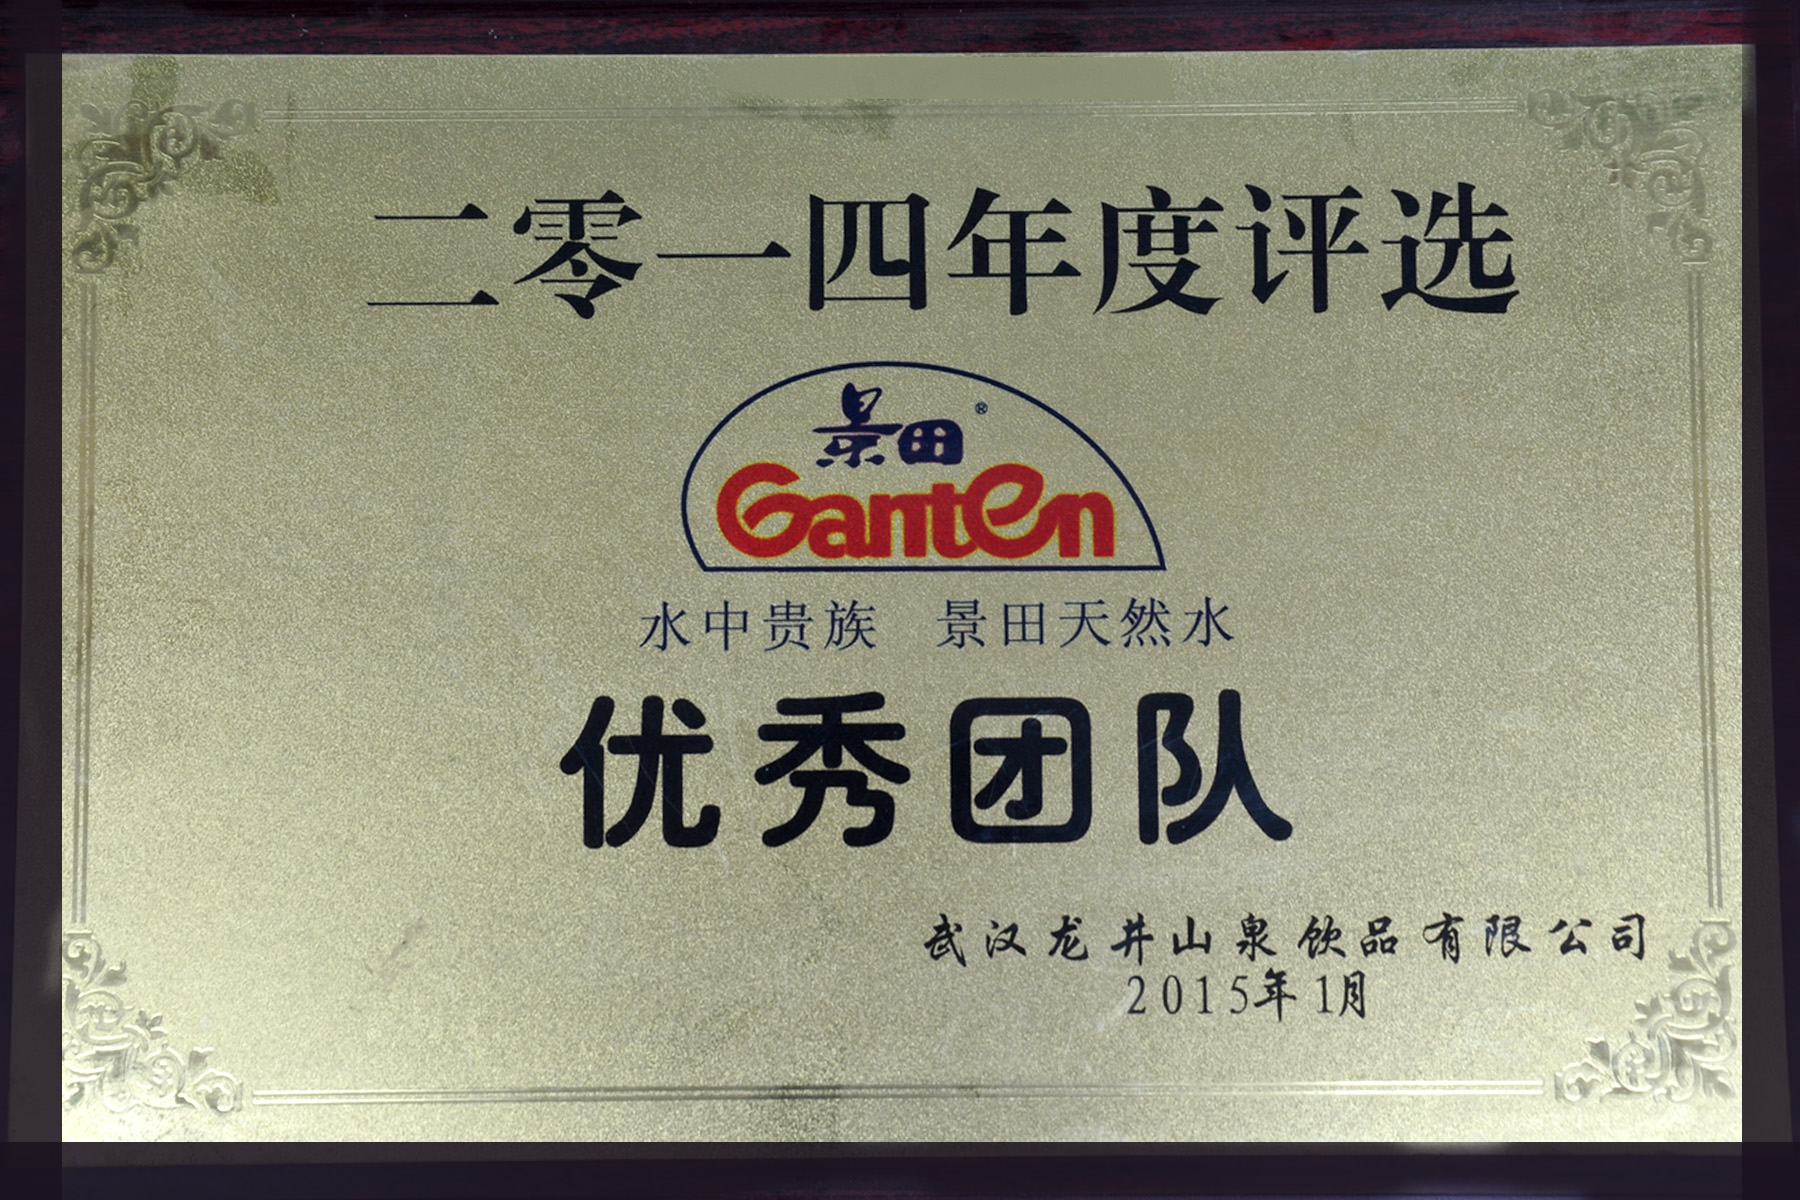 二零一四年度评选
景田®
Ganten
水中贵族 景田天然水
优秀团队
武汉龙井山泉饮品有限公司
2015年1月